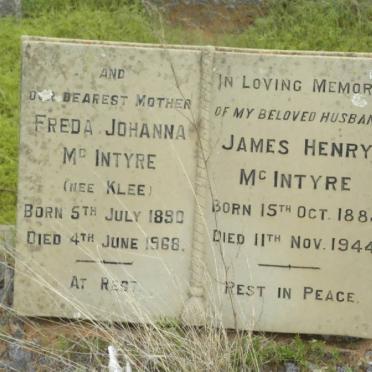 AND
OUR DEAREST MOTHER
FREDA JOHANNA
Mc INTYRE
(NEE KLEE)
BORN 5TH JULY 1890
DIED 4TH JUNE 1968.
AT REST.
IN LOVING MEMOR
OF MY BELOVED HUSBAN
JAMES HENRY
Mc INTYRE
BORN 15TH OCT. 188
DIED 11TH NOV. 1944
REST IN PEACE.